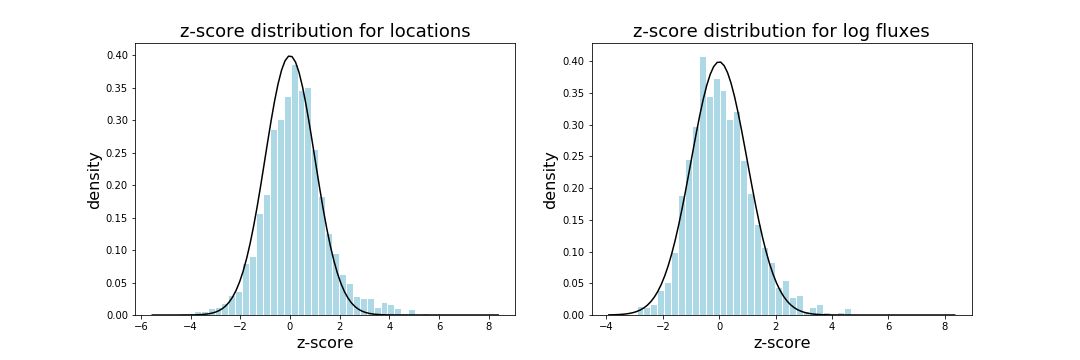 z-score distribution for locations
0.40
0.35
0.30
0.25
0.20
0.15
0.10
0.05
0.00
density
−6 −4 −2 0 2 4 6 8
z-score
z-score distribution for log fluxes
0.40
0.35
0.30
0.25
0.20
0.15
0.10
0.05
0.00
density
−4 −2 0 2 4 6 8
z-score